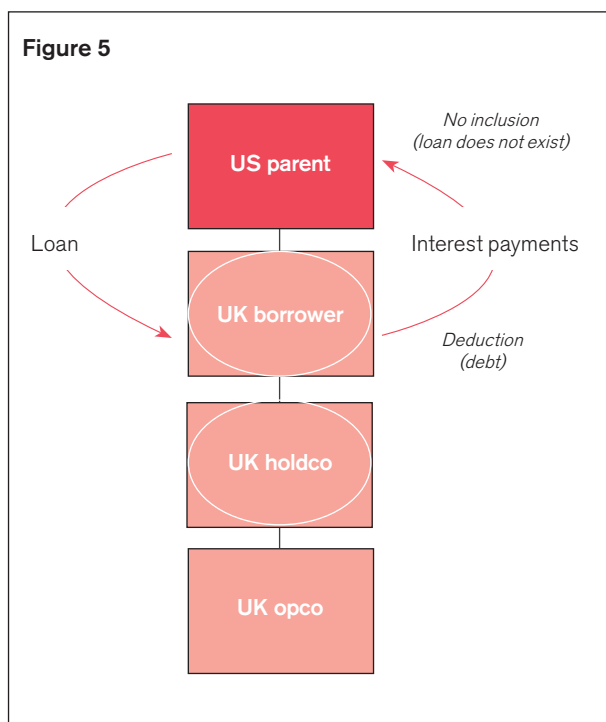 Figure 5
US parent
No inclusion
(loan does not exist)
Loan
Interest payments
UK borrower
Deduction
(debt)
UK holdco
UK opco